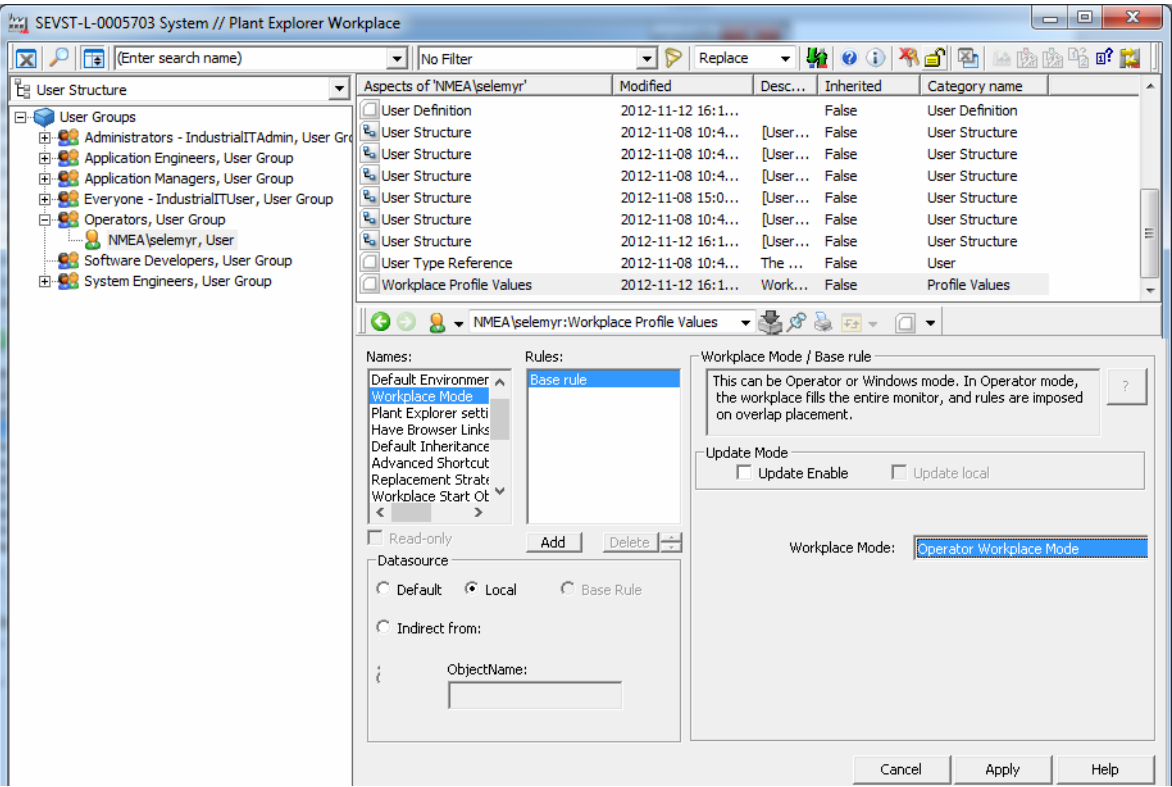 SEVST-L-0005703 System // Plant Explorer Workplace
(Enter search name)
No Filter
Replace
User Structure
User Groups
Administrators - IndustrialITAdmin, User Gro
Application Engineers, User Group
Application Managers, User Group
Everyone - IndustrialITUser, User Group
Operators, User Group
NMEA\selemyr, User
Software Developers, User Group
System Engineers, User Group
Aspects of 'NMEA\selemyr' Modified Desc... Inherited Category name
User Definition 2012-11-12 16:1... False User Definition
User Structure 2012-11-08 10:4... [User... False User Structure
User Structure 2012-11-08 10:4... [User... False User Structure
User Structure 2012-11-08 10:4... [User... False User Structure
User Structure 2012-11-08 15:0... [User... False User Structure
User Structure 2012-11-08 10:4... [User... False User Structure
User Structure 2012-11-12 16:1... [User... False User Structure
User Type Reference 2012-11-08 10:4... The ... False User
Workplace Profile Values 2012-11-12 16:1... Work... False Profile Values
NMEA\selemyr:Workplace Profile Values
Names:
Default Environmer
Workplace Mode
Plant Explorer setti
Have Browser Links
Default Inheritance
Advanced Shortcut
Replacement Strate
Workplace Start Ob
Read-only
Rules:
Base rule
Add
Delete
Datasource
Default
Local
Base Rule
Indirect from:
ObjectName:
Workplace Mode / Base rule
This can be Operator or Windows mode. In Operator mode,
the workplace fills the entire monitor, and rules are imposed
on overlap placement.
?
Update Mode
Update Enable
Update local
Workplace Mode:
Operator Workplace Mode
Cancel
Apply
Help